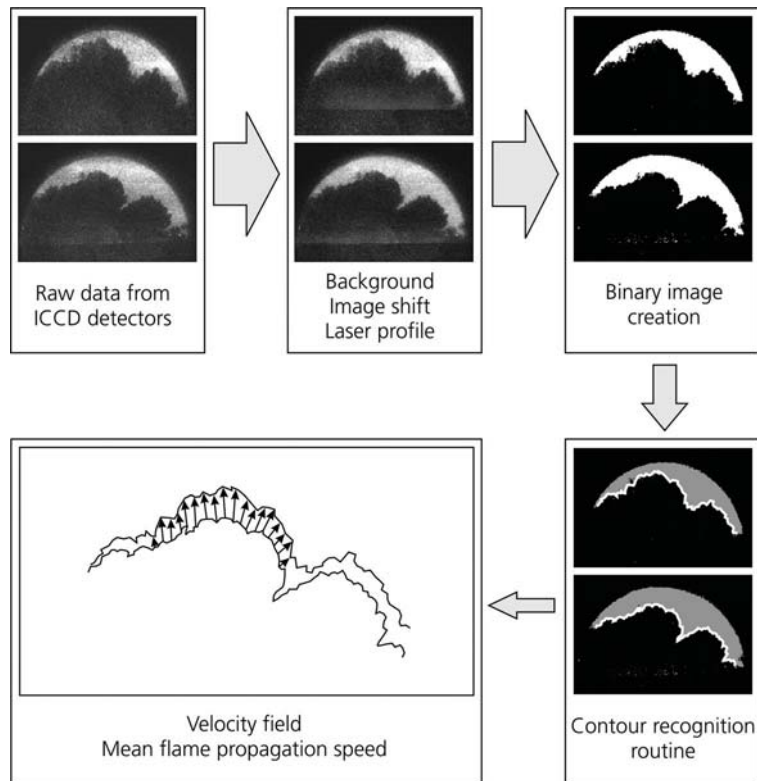 Raw data from
ICCD detectors
Background
Image shift
Laser profile
Binary image
creation
Contour recognition
routine
Velocity field
Mean flame propagation speed